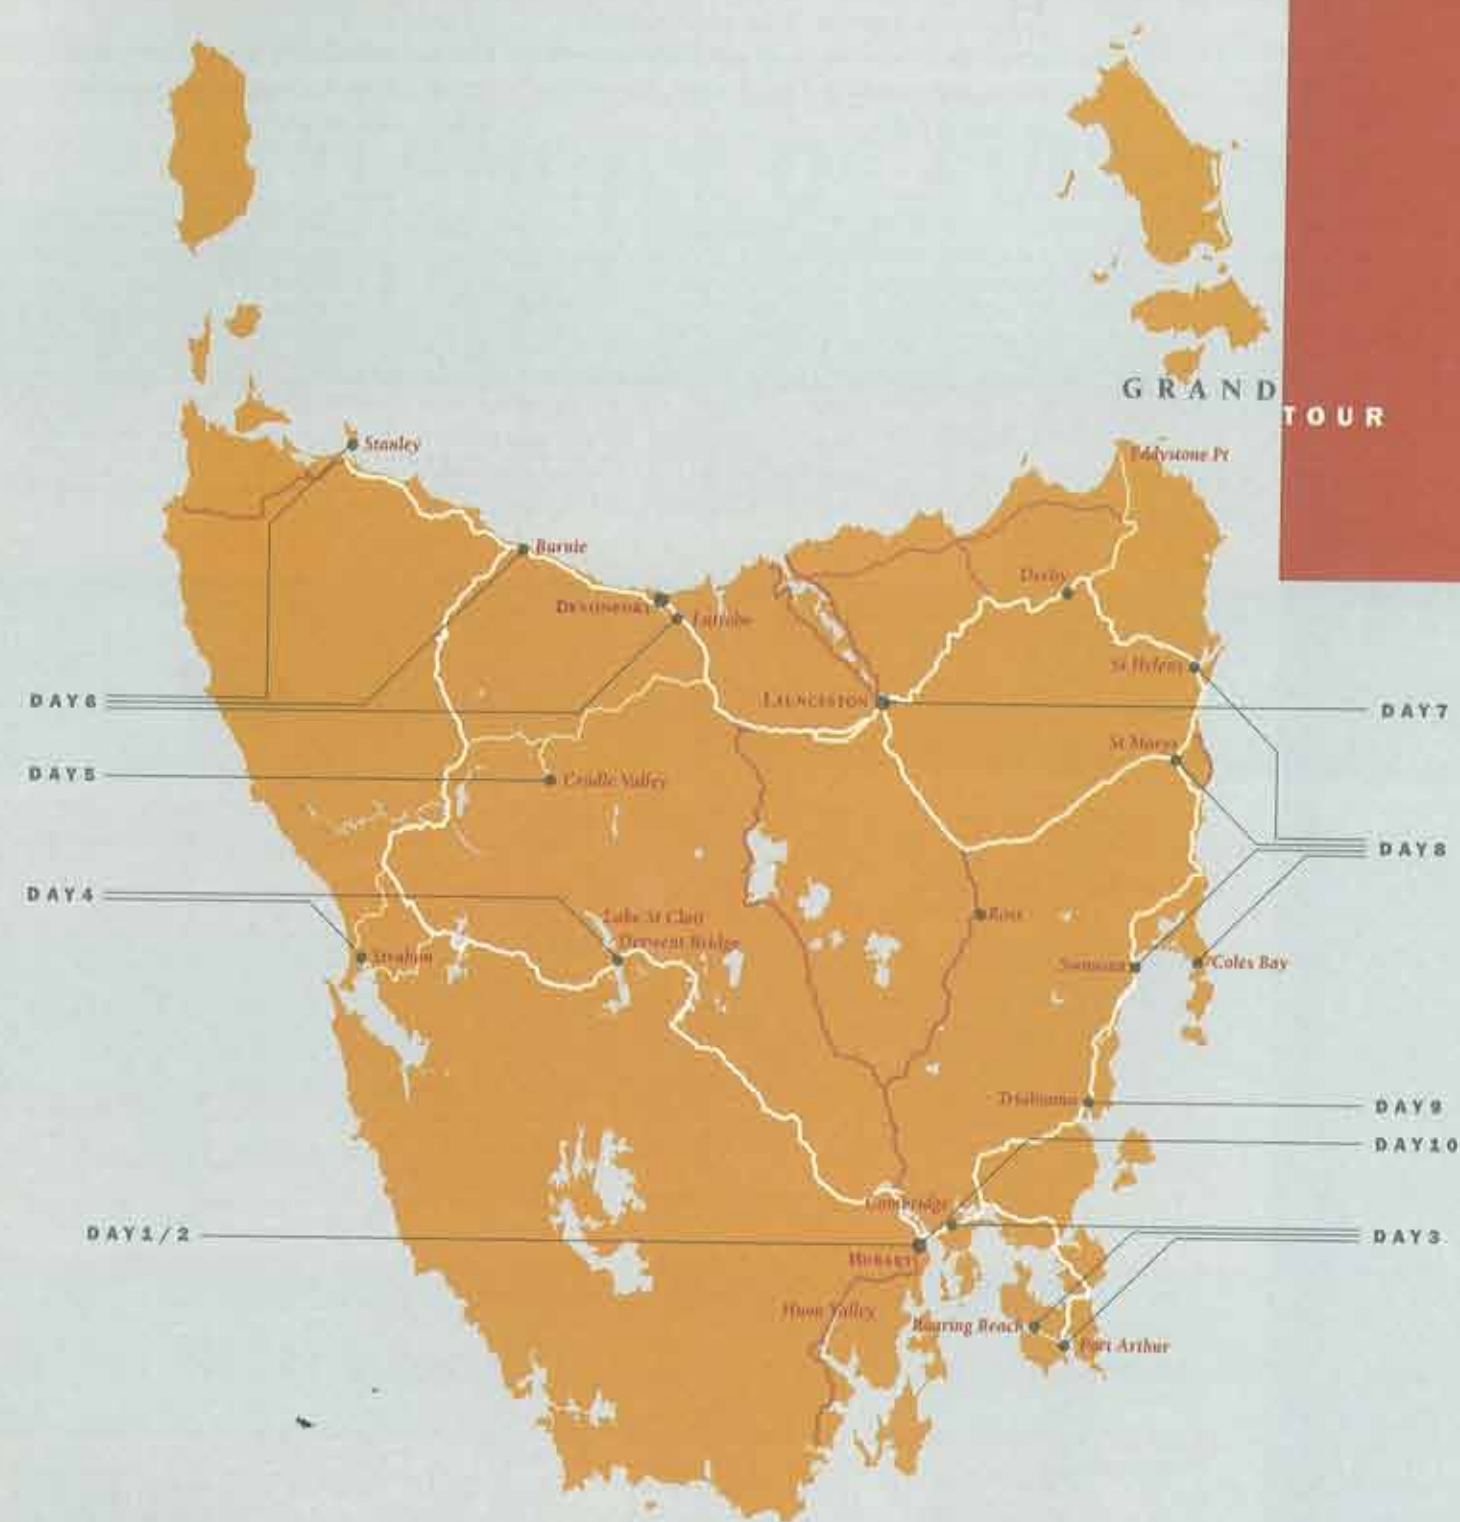 GRAND
TOUR
Stanley
Eddystone Pt
Burnie
Derby
DEVONPORT
Latrobe
St Helens
DAY6
LAUNCESTON
DAY7
St Marys
DAY5
Cradle Valley
DAY8
DAY4
Lake St Clair
Ross
Derwent Bridge
Strahan
Swansea
Coles Bay
Triabunna
DAY9
DAY10
Cambridge
DAY1/2
DAY3
HOBART
Huon Valley
Roaring Beach
Port Arthur